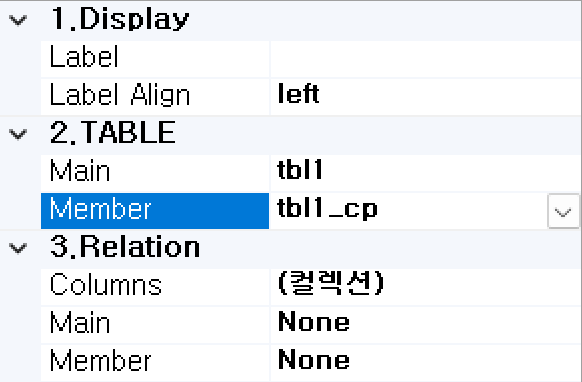 1.Display
Label
Label Align left
2.TABLE
Main tbl1
Member tbl1_cp
3.Relation
Columns (컬렉션)
Main None
Member None